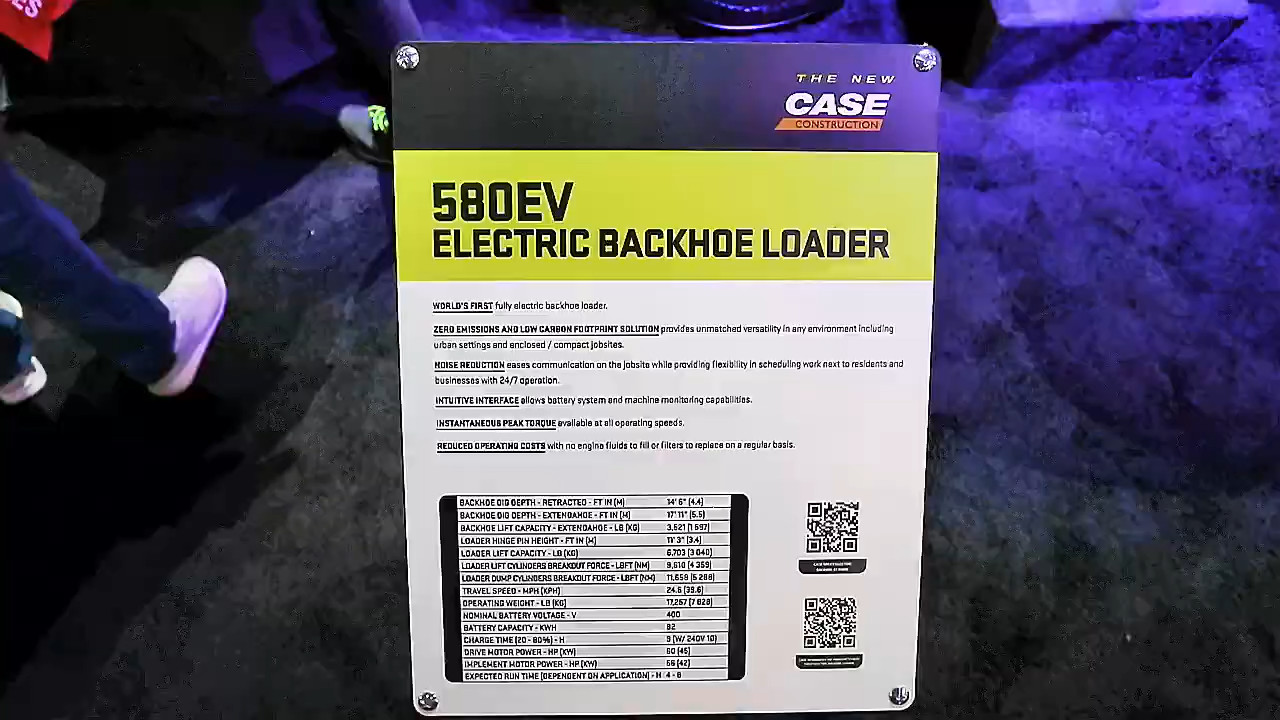 ES
THE NEW
CASE
CONSTRUCTION
580EV
ELECTRIC BACKHOE LOADER
WORLD'S FIRST fully electric backhoe loader.
ZERO EMISSIONS AND LOW CARBON FOOTPRINT SOLUTION provides unmatched versatility in any environment including
urban settings and enclosed / compact jobsites.
NOISE REDUCTION eases communication on the jobsite while providing flexibility in scheduling work next to residents and
businesses with 24/7 operation.
INTUITIVE INTERFACE allows battery system and machine monitoring capabilities.
INSTANTANEOUS PEAK TORQUE available at all operating speeds.
REDUCED OPERATING COSTS with no engine fluids to fill or filters to replace on a regular basis.
BACKHOE DIG DEPTH - RETRACTED - FT IN (M) 14' 6" (4.4)
BACKHOE DIG DEPTH - EXTENDAHOE - FT IN (M) 17' 11" (5.5)
BACKHOE LIFT CAPACITY - EXTENDAHOE - LB (KG) 3,521 (1 597)
LOADER HINGE PIN HEIGHT - FT IN (M) 11' 3" (3.4)
LOADER LIFT CAPACITY - LB (KG) 6,703 (3 040)
LOADER LIFT CYLINDERS BREAKOUT FORCE - LBFT (NM) 9,610 (4 359)
LOADER DUMP CYLINDERS BREAKOUT FORCE - LBFT (NM) 11,658 (5 288)
TRAVEL SPEED - MPH (KPH) 24.6 (39.6)
OPERATING WEIGHT - LB (KG) 17,257 (7 828)
NOMINAL BATTERY VOLTAGE - V 400
BATTERY CAPACITY - KWH 82
CHARGE TIME (20 - 80%) - H (W/ 240V 1Ø)
DRIVE MOTOR POWER - HP (KW) 60 (45)
IMPLEMENT MOTOR POWER - HP (KW) 56 (42)
EXPECTED RUN TIME (DEPENDENT ON APPLICATION) - H 4 - 8